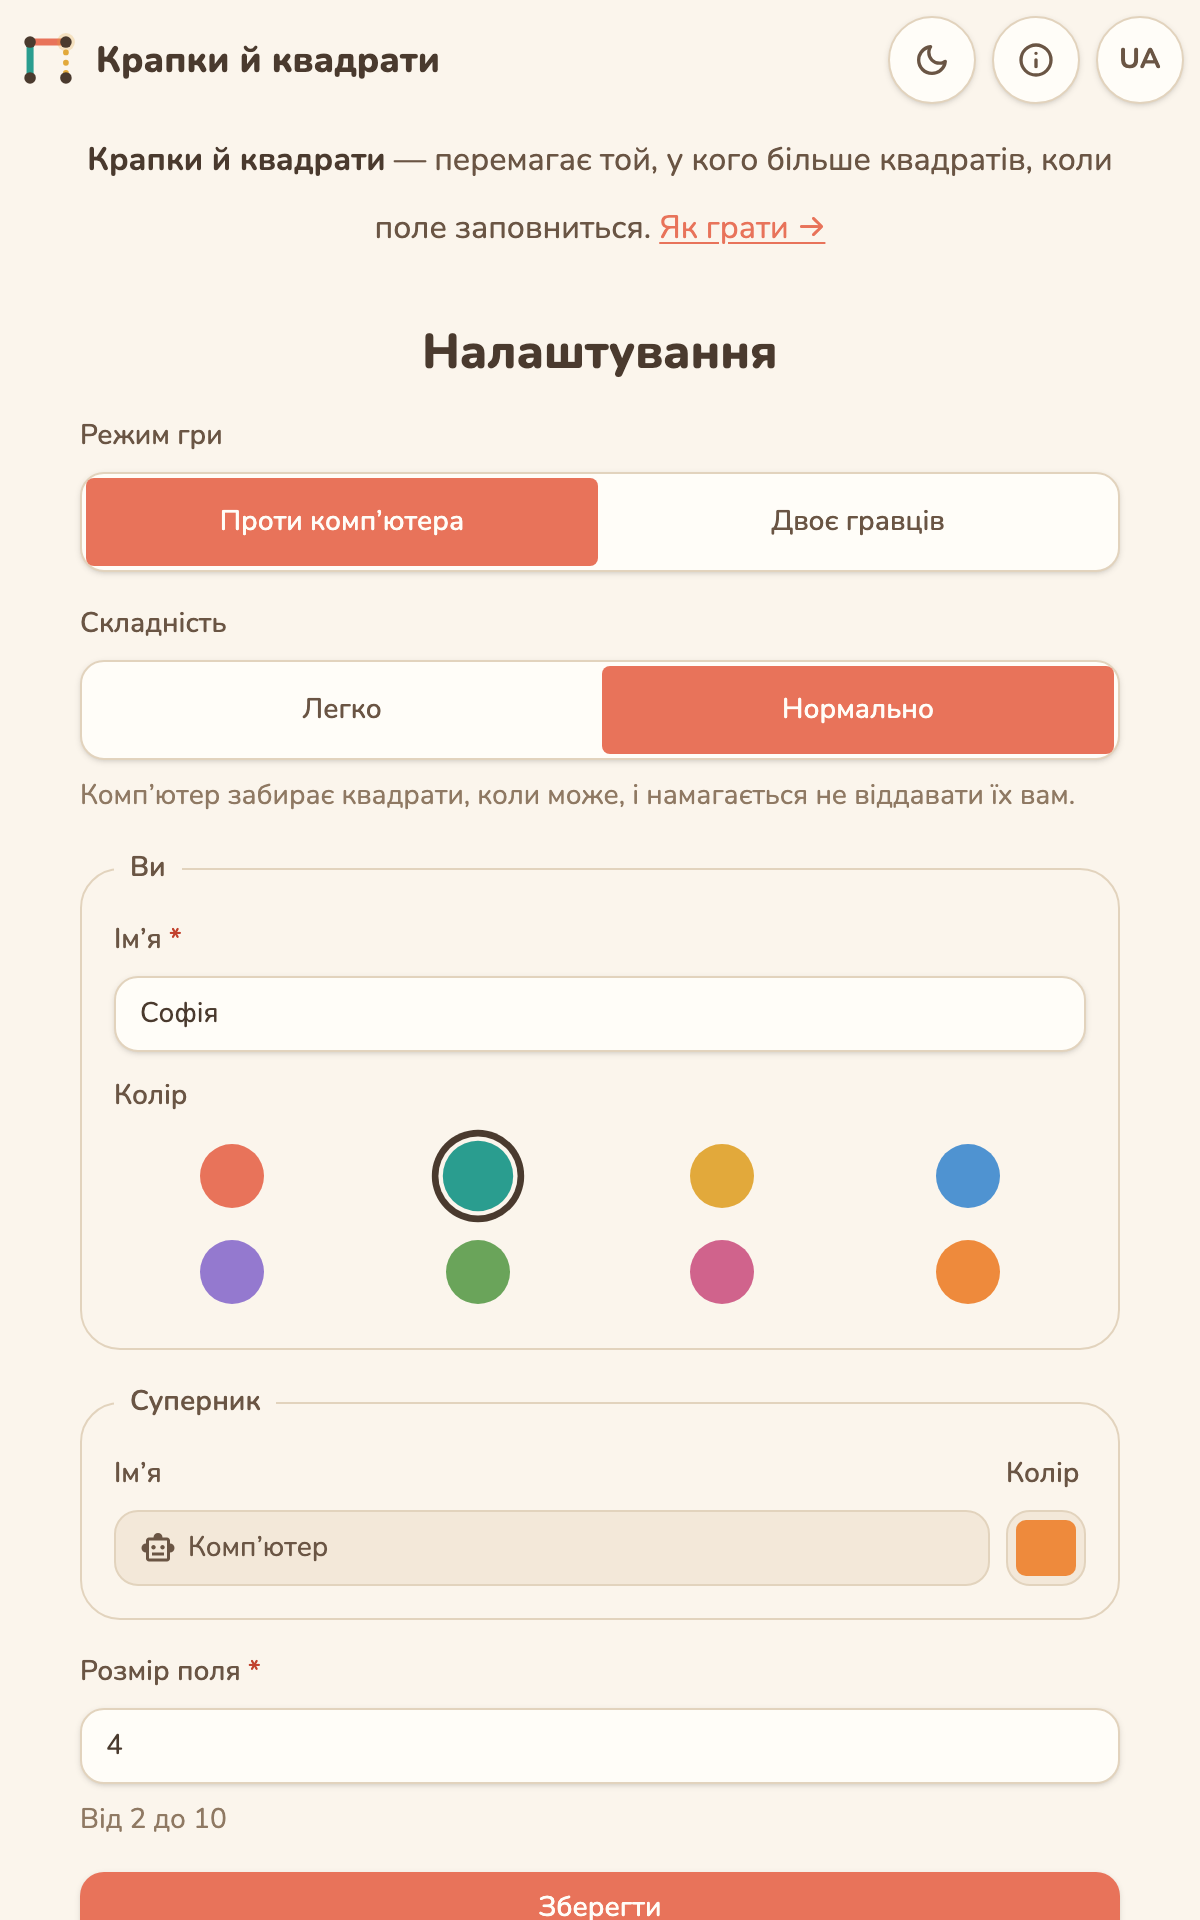 Крапки й квадрати
UA
Крапки й квадрати — перемагає той, у кого більше квадратів, коли
поле заповниться. Як грати →
Налаштування
Режим гри
Проти комп’ютера
Двоє гравців
Складність
Легко
Нормально
Комп’ютер забирає квадрати, коли може, і намагається не віддавати їх вам.
Ви
Ім’я *
Софія
Колір
Суперник
Ім’я
Колір
Комп’ютер
Розмір поля *
4
Від 2 до 10
Зберегти